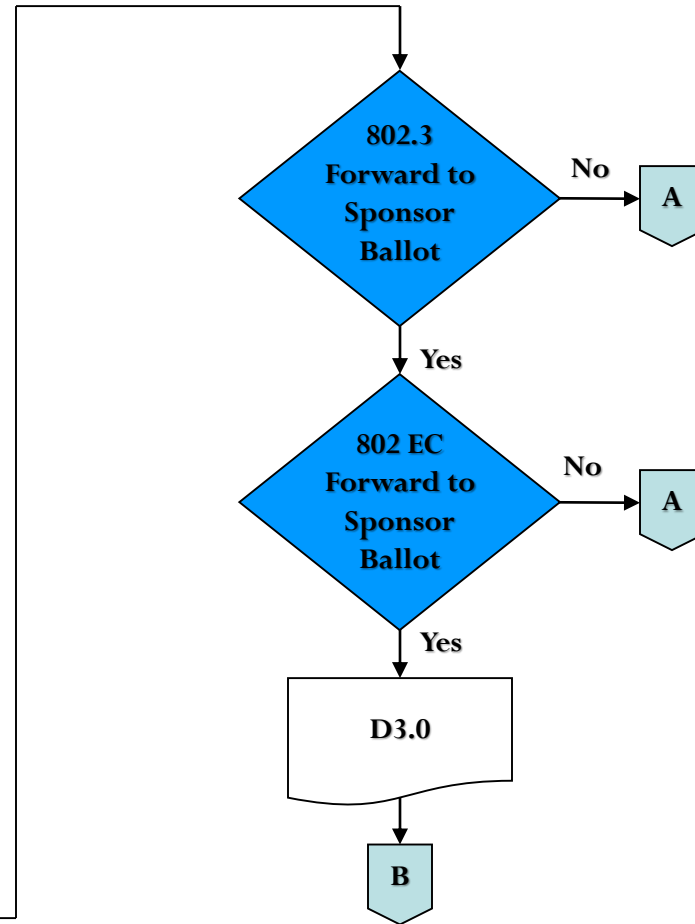 802.3
Forward to
Sponsor
Ballot
No
A
Yes
802 EC
Forward to
Sponsor
Ballot
No
A
Yes
D3.0
B